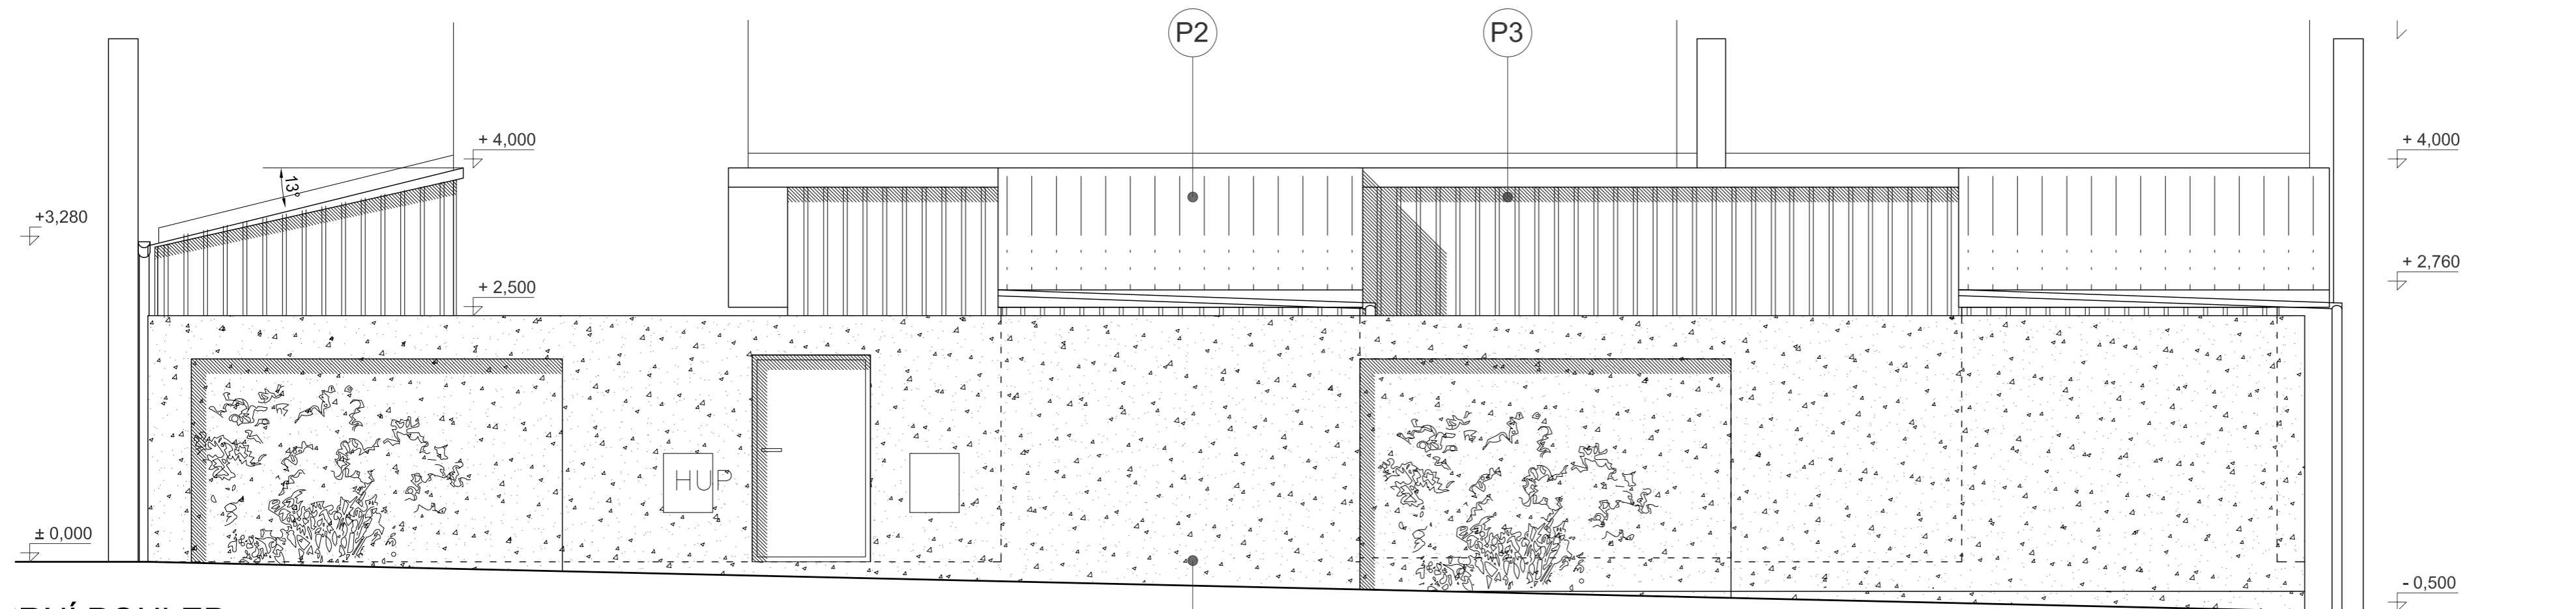 P2
P3
+ 4,000
+ 4,000
13°
+3,280
+ 2,760
+ 2,500
HUP
± 0,000
- 0,500